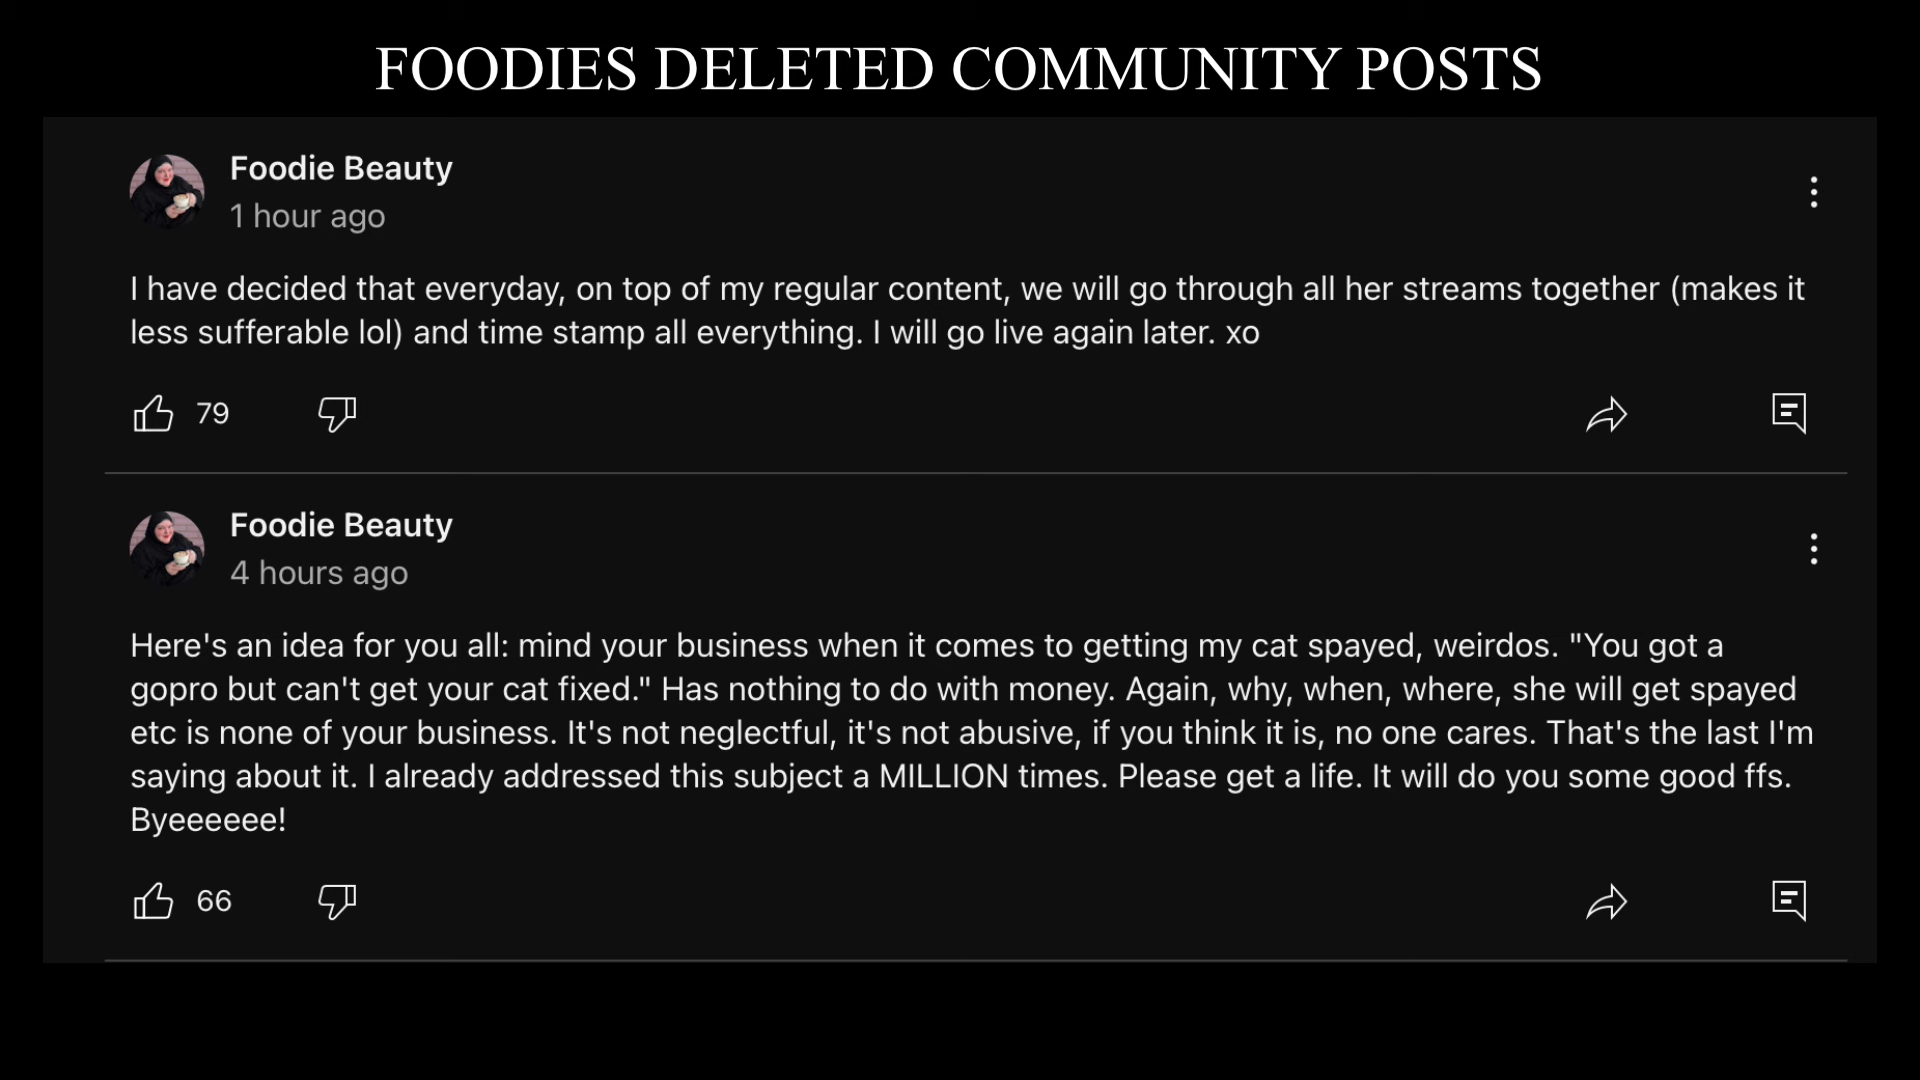 FOODIES DELETED COMMUNITY POSTS
Foodie Beauty
1 hour ago
I have decided that everyday, on top of my regular content, we will go through all her streams together (makes it
less sufferable lol) and time stamp all everything. I will go live again later. xo
79
Foodie Beauty
4 hours ago
Here's an idea for you all: mind your business when it comes to getting my cat spayed, weirdos. "You got a
gopro but can't get your cat fixed." Has nothing to do with money. Again, why, when, where, she will get spayed
etc is none of your business. It's not neglectful, it's not abusive, if you think it is, no one cares. That's the last I'm
saying about it. I already addressed this subject a MILLION times. Please get a life. It will do you some good ffs.
Byeeeeee!
66